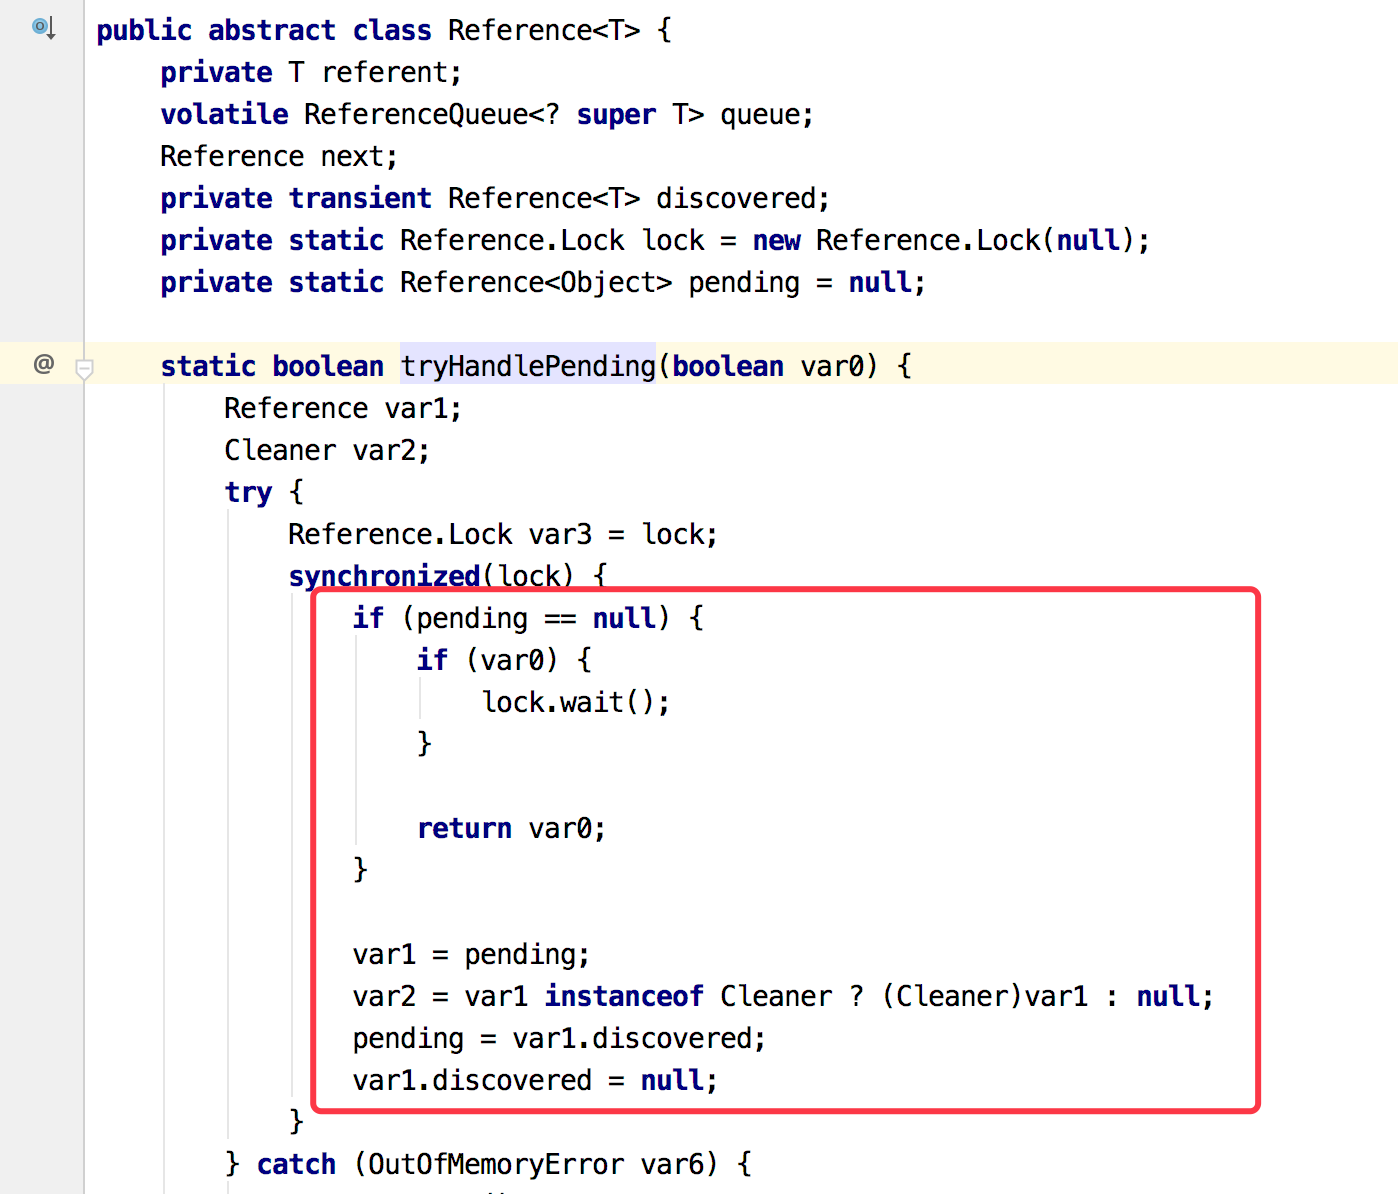 public abstract class Reference<T> {
    private T referent;
    volatile ReferenceQueue<? super T> queue;
    Reference next;
    private transient Reference<T> discovered;
    private static Reference.Lock lock = new Reference.Lock(null);
    private static Reference<Object> pending = null;
@
    static boolean tryHandlePending(boolean var0) {
        Reference var1;
        Cleaner var2;
        try {
            Reference.Lock var3 = lock;
            synchronized(lock) {
                if (pending == null) {
                    if (var0) {
                        lock.wait();
                    }

                    return var0;
                }

                var1 = pending;
                var2 = var1 instanceof Cleaner ? (Cleaner)var1 : null;
                pending = var1.discovered;
                var1.discovered = null;
            }
        } catch (OutOfMemoryError var6) {